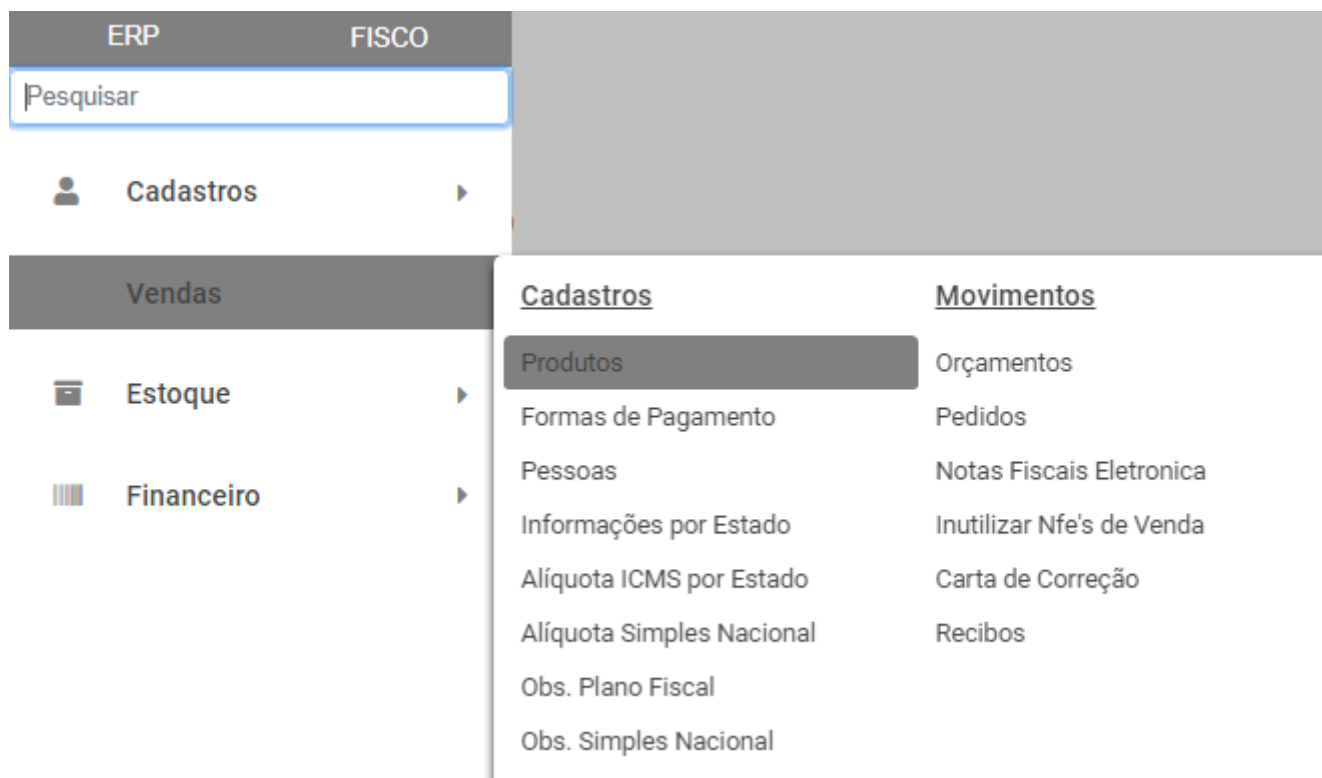 ERP FISCO
Pesquisar
Cadastros
Vendas
Estoque
Financeiro
Cadastros
Produtos
Formas de Pagamento
Pessoas
Informações por Estado
Alíquota ICMS por Estado
Alíquota Simples Nacional
Obs. Plano Fiscal
Obs. Simples Nacional
Movimentos
Orçamentos
Pedidos
Notas Fiscais Eletronica
Inutilizar Nfe's de Venda
Carta de Correção
Recibos